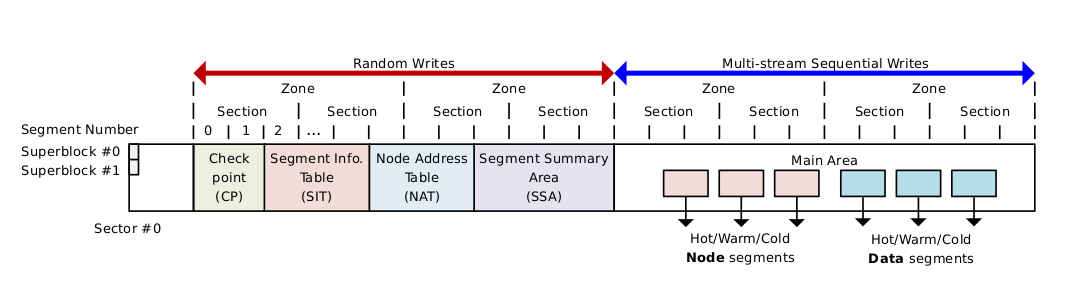 Random Writes
Multi-stream Sequential Writes
Zone
Zone
Zone
Zone
Section
Section
Section
Section
Section
Section
Section
Section
Segment Number
0
1
2
...
Superblock #0
Superblock #1
Check
point
(CP)
Segment Info.
Table
(SIT)
Node Address
Table
(NAT)
Segment Summary
Area
(SSA)
Main Area
Sector #0
Hot/Warm/Cold
Node segments
Hot/Warm/Cold
Data segments